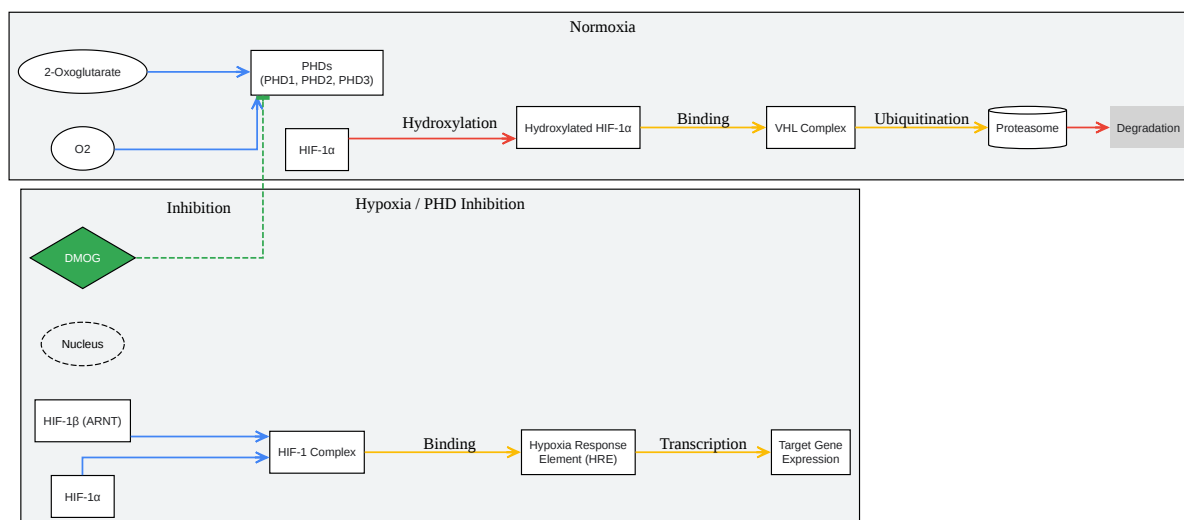 Normoxia
2-Oxoglutarate
PHDs
(PHD1, PHD2, PHD3)
O2
HIF-1α
Hydroxylation
Hydroxylated HIF-1α
Binding
VHL Complex
Ubiquitination
Proteasome
Degradation
Hypoxia / PHD Inhibition
Inhibition
DMOG
Nucleus
HIF-1β (ARNT)
HIF-1α
HIF-1 Complex
Binding
Hypoxia Response
Element (HRE)
Transcription
Target Gene
Expression